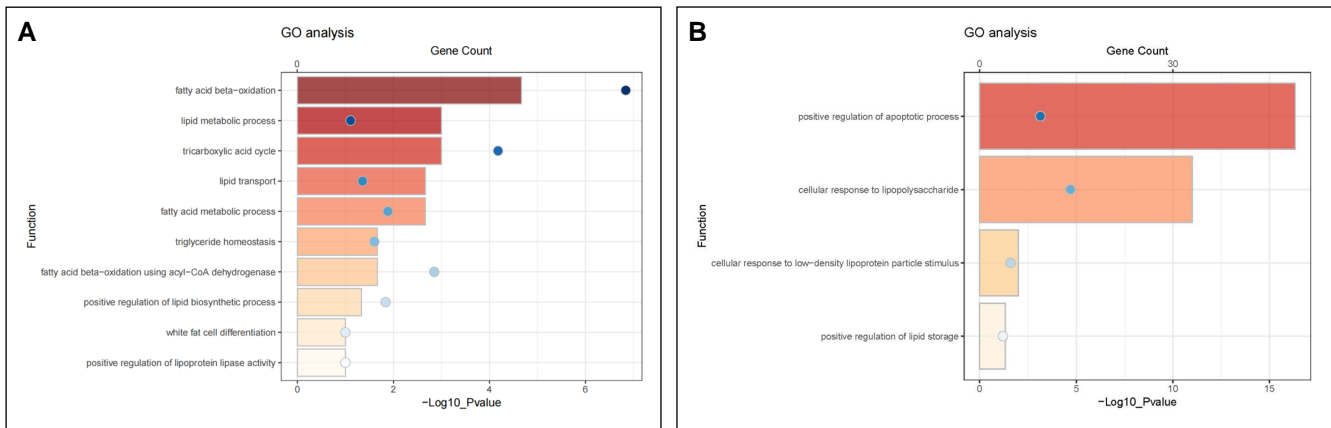 A
GO analysis
Gene Count
0
fatty acid beta-oxidation
lipid metabolic process
tricarboxylic acid cycle
lipid transport
fatty acid metabolic process
triglyceride homeostasis
fatty acid beta-oxidation using acyl-CoA dehydrogenase
positive regulation of lipid biosynthetic process
white fat cell differentiation
positive regulation of lipoprotein lipase activity
Function
0 2 4 6
-Log10_Pvalue
B
GO analysis
Gene Count
0 30
positive regulation of apoptotic process
cellular response to lipopolysaccharide
cellular response to low-density lipoprotein particle stimulus
positive regulation of lipid storage
Function
0 5 10 15
-Log10_Pvalue